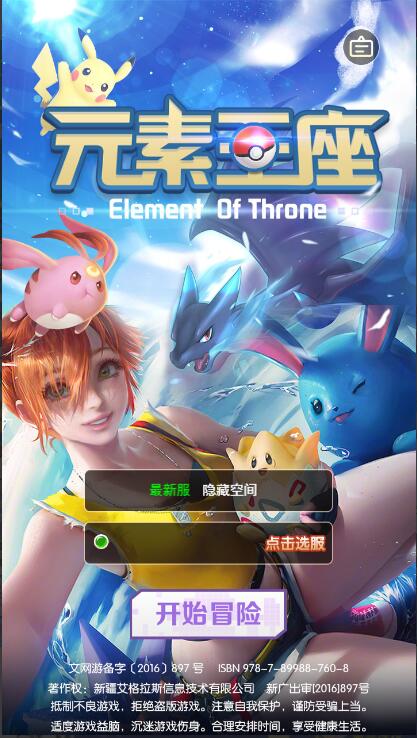 元素王座
Element Of Throne
最新服 隐藏空间
点击选服
开始冒险
文网游备字〔2016〕897 号 ISBN 978-7-89988-760-8
著作权：新疆艾格拉斯信息技术有限公司 新广出审[2016]897号
抵制不良游戏，拒绝盗版游戏。注意自我保护，谨防受骗上当。
适度游戏益脑，沉迷游戏伤身。合理安排时间，享受健康生活。